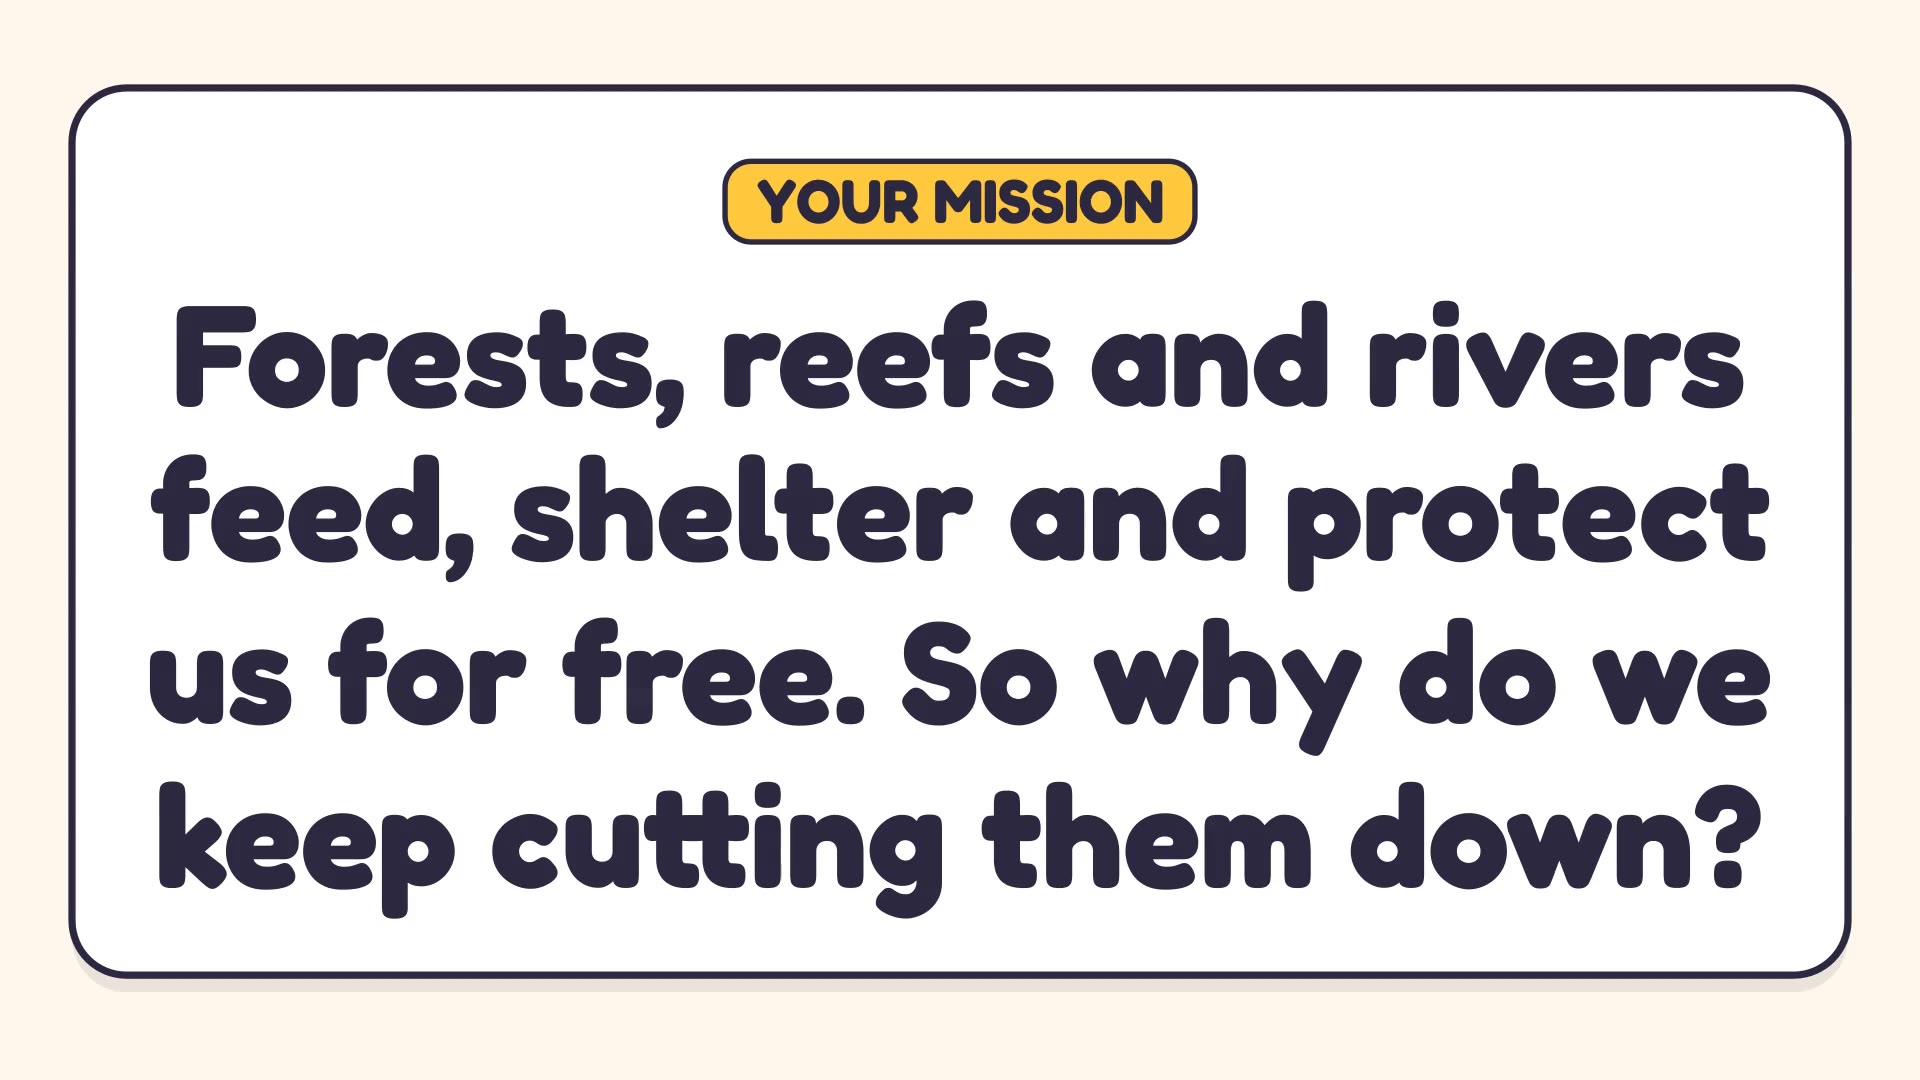 YOUR MISSION
Forests, reefs and rivers
feed, shelter and protect
us for free. So why do we
keep cutting them down?